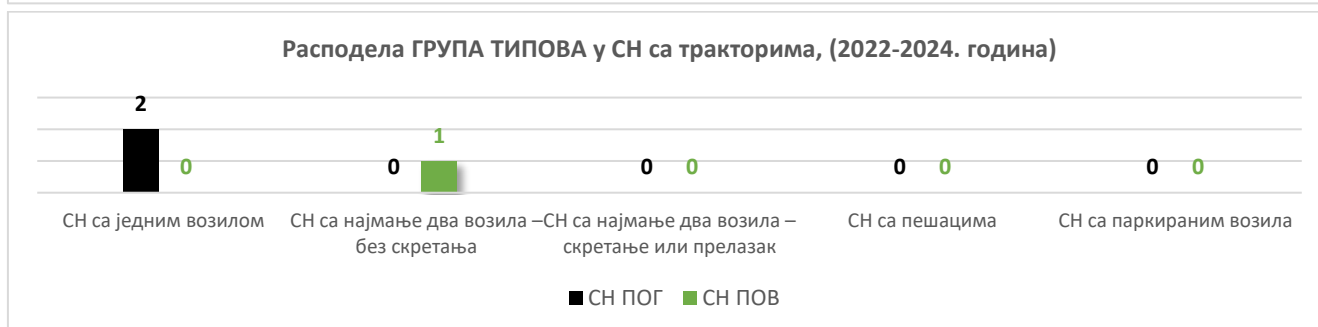 Расподела ГРУПА ТИПОВА у СН са тракторима, (2022-2024. година)
2
0
0
1
0
0
0
0
0
0
СН са једним возилом
СН са најмање два возила –
без скретања
СН са најмање два возила –
скретање или прелазак
СН са пешацима
СН са паркираним возила
СН ПОГ
СН ПОВ